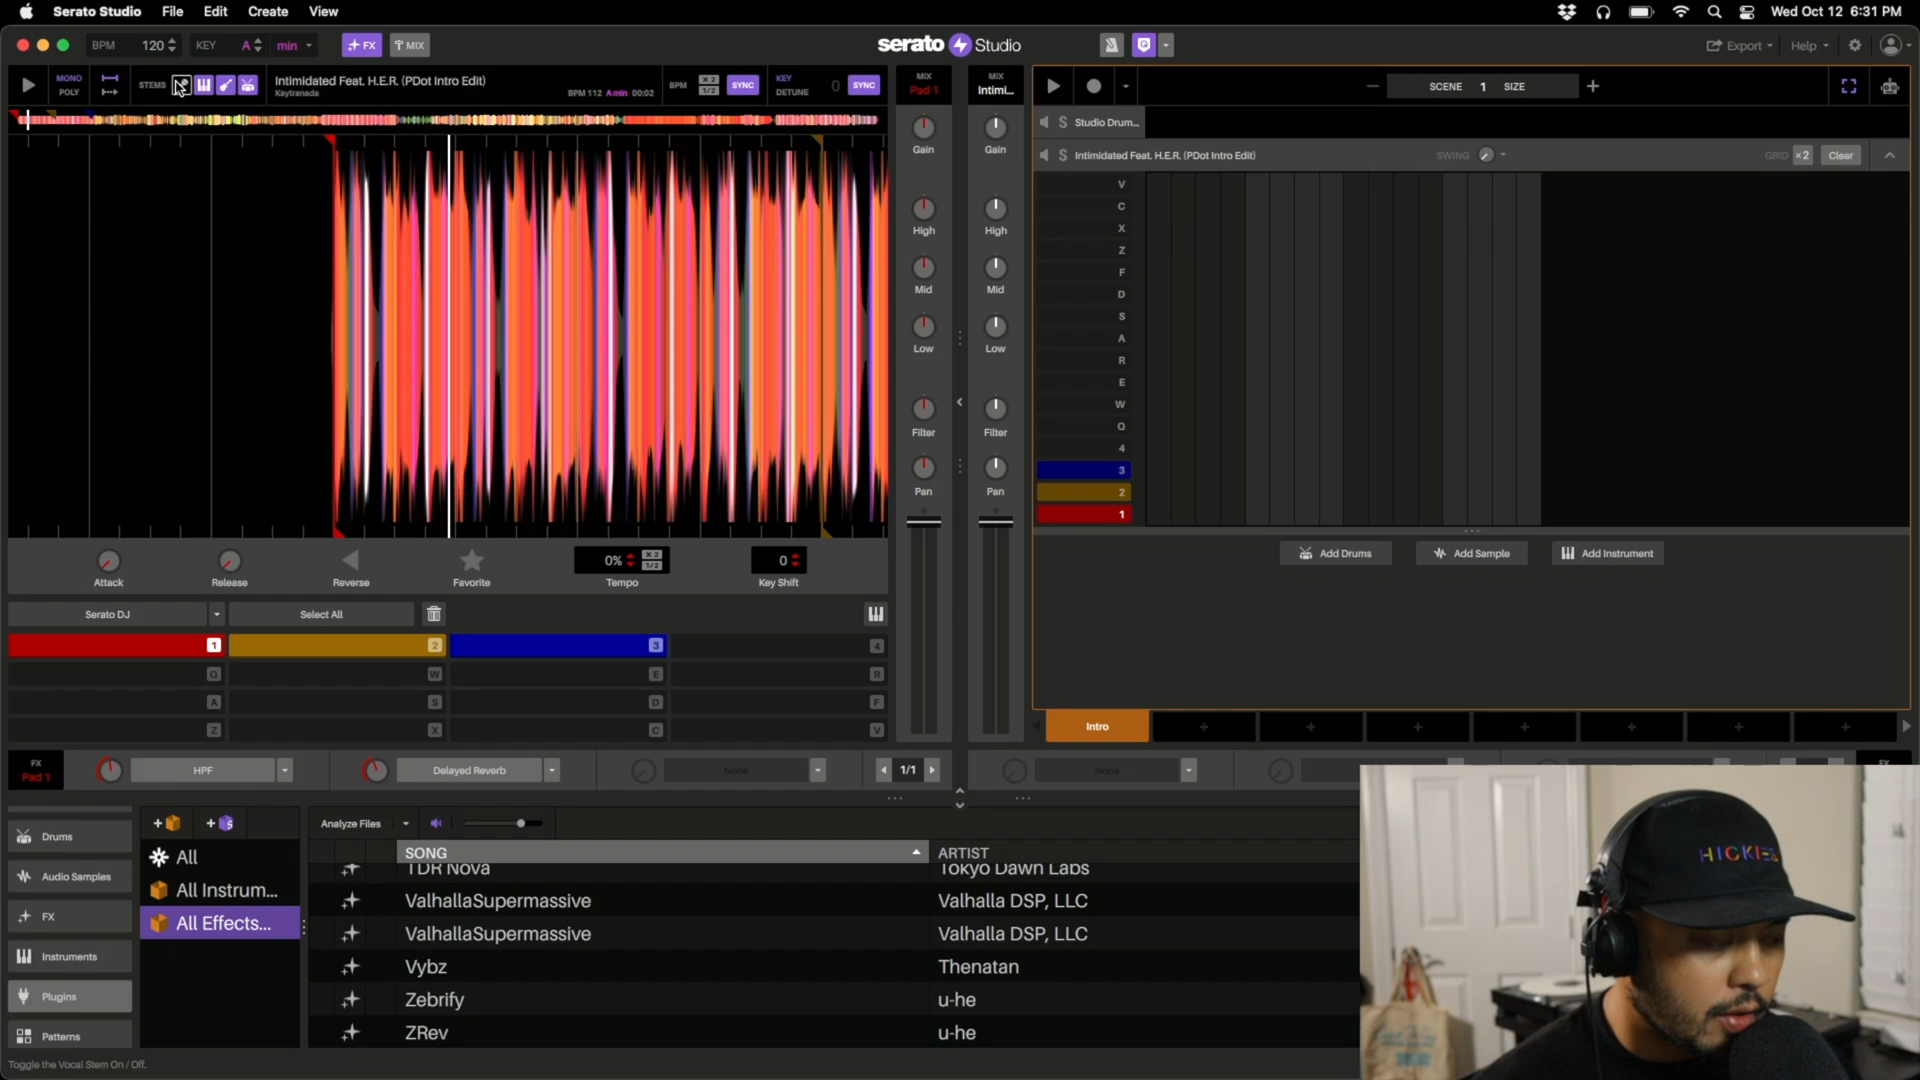 Serato Studio File Edit Create View Wed Oct 12 6:31 PM
BPM 120 KEY A min FX MIX serato Studio Export Help
MONO
POLY
STEMS
Intimidated Feat. H.E.R. (PDot Intro Edit)
Kaytranada
BPM 112 A min 00:02
BPM x 2 1/2 SYNC
KEY
DETUNE 0 SYNC
MIX
Pad 1
MIX
Intimi...
SCENE 1 SIZE
Studio Drum...
Intimidated Feat. H.E.R. (PDot Intro Edit) SWING GRID x2 Clear
Gain Gain
High High
Mid Mid
Low Low
Filter Filter
Pan Pan
V
C
X
Z
F
D
S
A
R
E
W
Q
4
3
2
1
Add Drums Add Sample Add Instrument
Attack Release Reverse Favorite
0% x 2 1/2
Tempo
0
Key Shift
Serato DJ Select All
1 2 3 4
Q W E R
A S D F
Z X C V
Intro
FX
Pad 1
HPF Delayed Reverb None 1/1 None FX
Drums
Audio Samples
FX
Instruments
Plugins
Patterns
All
All Instrum...
All Effects...
Analyze Files
SONG ARTIST
TDR Nova Tokyo Dawn Labs
ValhallaSupermassive Valhalla DSP, LLC
ValhallaSupermassive Valhalla DSP, LLC
Vybz Thenatan
Zebrify u-he
ZRev u-he
Toggle the Vocal Stem On / Off.
HICKIES